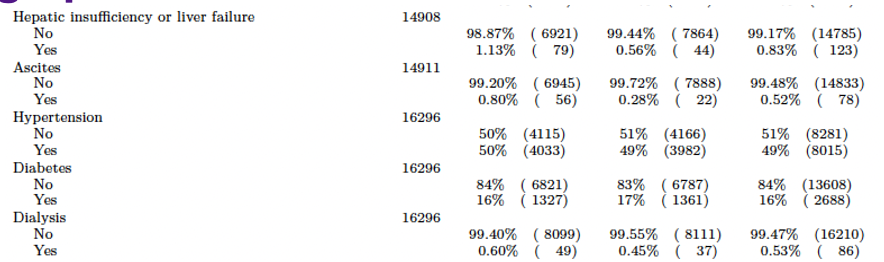 Hepatic insufficiency or liver failure 14908
No 98.87% ( 6921) 99.44% ( 7864) 99.17% (14785)
Yes 1.13% ( 79) 0.56% ( 44) 0.83% ( 123)
Ascites 14911
No 99.20% ( 6945) 99.72% ( 7888) 99.48% (14833)
Yes 0.80% ( 56) 0.28% ( 22) 0.52% ( 78)
Hypertension 16296
No 50% (4115) 51% (4166) 51% (8281)
Yes 50% (4033) 49% (3982) 49% (8015)
Diabetes 16296
No 84% ( 6821) 83% ( 6787) 84% (13608)
Yes 16% ( 1327) 17% ( 1361) 16% ( 2688)
Dialysis 16296
No 99.40% ( 8099) 99.55% ( 8111) 99.47% (16210)
Yes 0.60% ( 49) 0.45% ( 37) 0.53% ( 86)